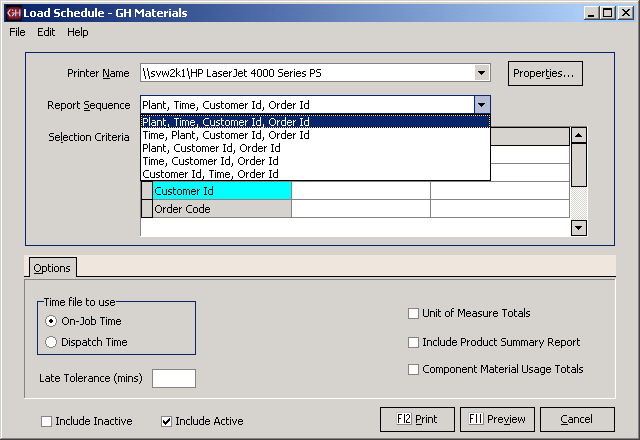 GH Load Schedule - GH Materials
File Edit Help
Printer Name \\svw2k1\HP LaserJet 4000 Series PS Properties...
Report Sequence Plant, Time, Customer Id, Order Id
Selection Criteria
Plant, Time, Customer Id, Order Id
Time, Plant, Customer Id, Order Id
Plant, Customer Id, Order Id
Time, Customer Id, Order Id
Customer Id, Time, Order Id
Customer Id
Order Code
Options
Time file to use
On-Job Time
Dispatch Time
Late Tolerance (mins)
Unit of Measure Totals
Include Product Summary Report
Component Material Usage Totals
Include Inactive Include Active F12 Print F11 Preview Cancel